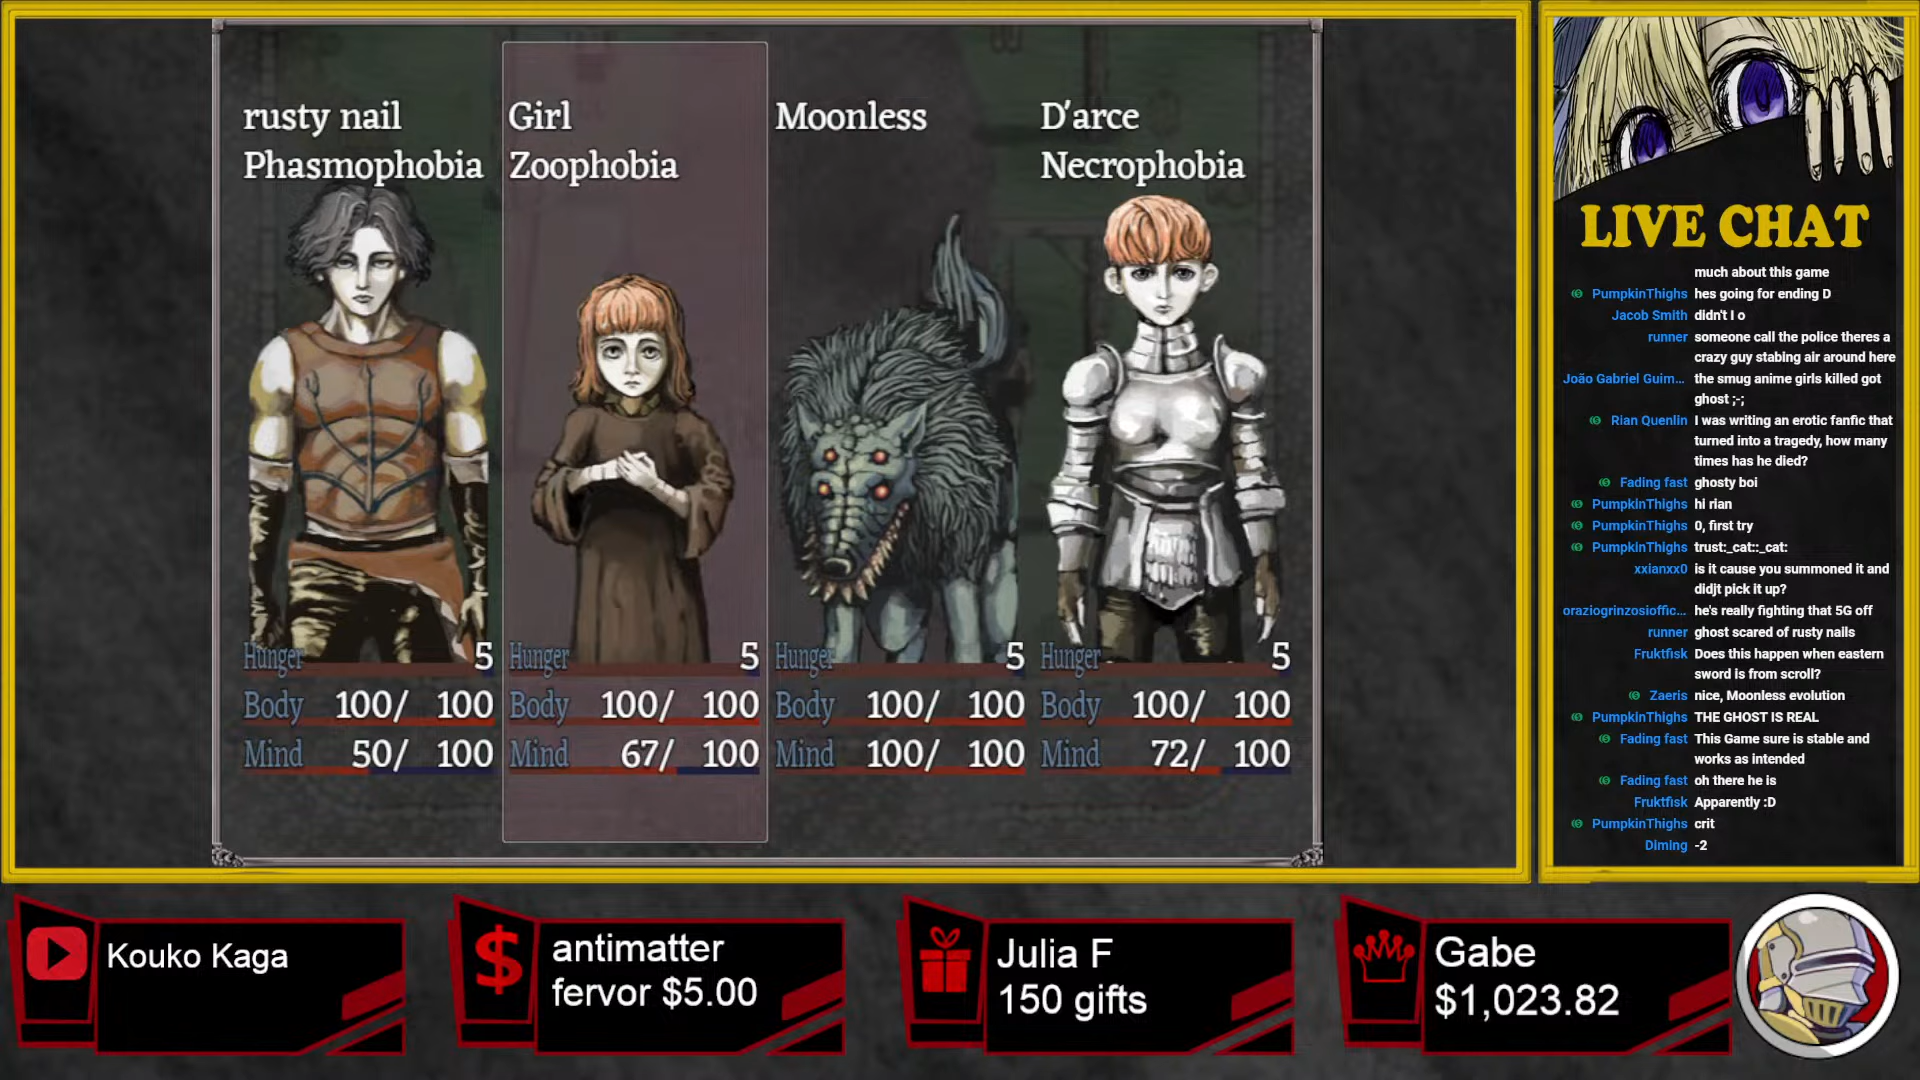 rusty nail
Phasmophobia
Hunger 5
Body 100/ 100
Mind 50/ 100
Girl
Zoophobia
Hunger 5
Body 100/ 100
Mind 67/ 100
Moonless
Hunger 5
Body 100/ 100
Mind 100/ 100
D'arce
Necrophobia
Hunger 5
Body 100/ 100
Mind 72/ 100
LIVE CHAT
much about this game
PumpkinThighs hes going for ending D
Jacob Smith didn't I o
runner someone call the police theres a
crazy guy stabing air around here
João Gabriel Guim... the smug anime girls killed got
ghost ;-;
Rian Quenlin I was writing an erotic fanfic that
turned into a tragedy, how many
times has he died?
Fading fast ghosty boi
PumpkinThighs hi rian
PumpkinThighs 0, first try
PumpkinThighs trust:_cat::_cat:
xxianxx0 is it cause you summoned it and
didjt pick it up?
oraziogrinzosioffic... he's really fighting that 5G off
runner ghost scared of rusty nails
Fruktfisk Does this happen when eastern
sword is from scroll?
Zaeris nice, Moonless evolution
PumpkinThighs THE GHOST IS REAL
Fading fast This Game sure is stable and
works as intended
Fading fast oh there he is
Fruktfisk Apparently :D
PumpkinThighs crit
Diming -2
Kouko Kaga
antimatter
fervor $5.00
Julia F
150 gifts
Gabe
$1,023.82